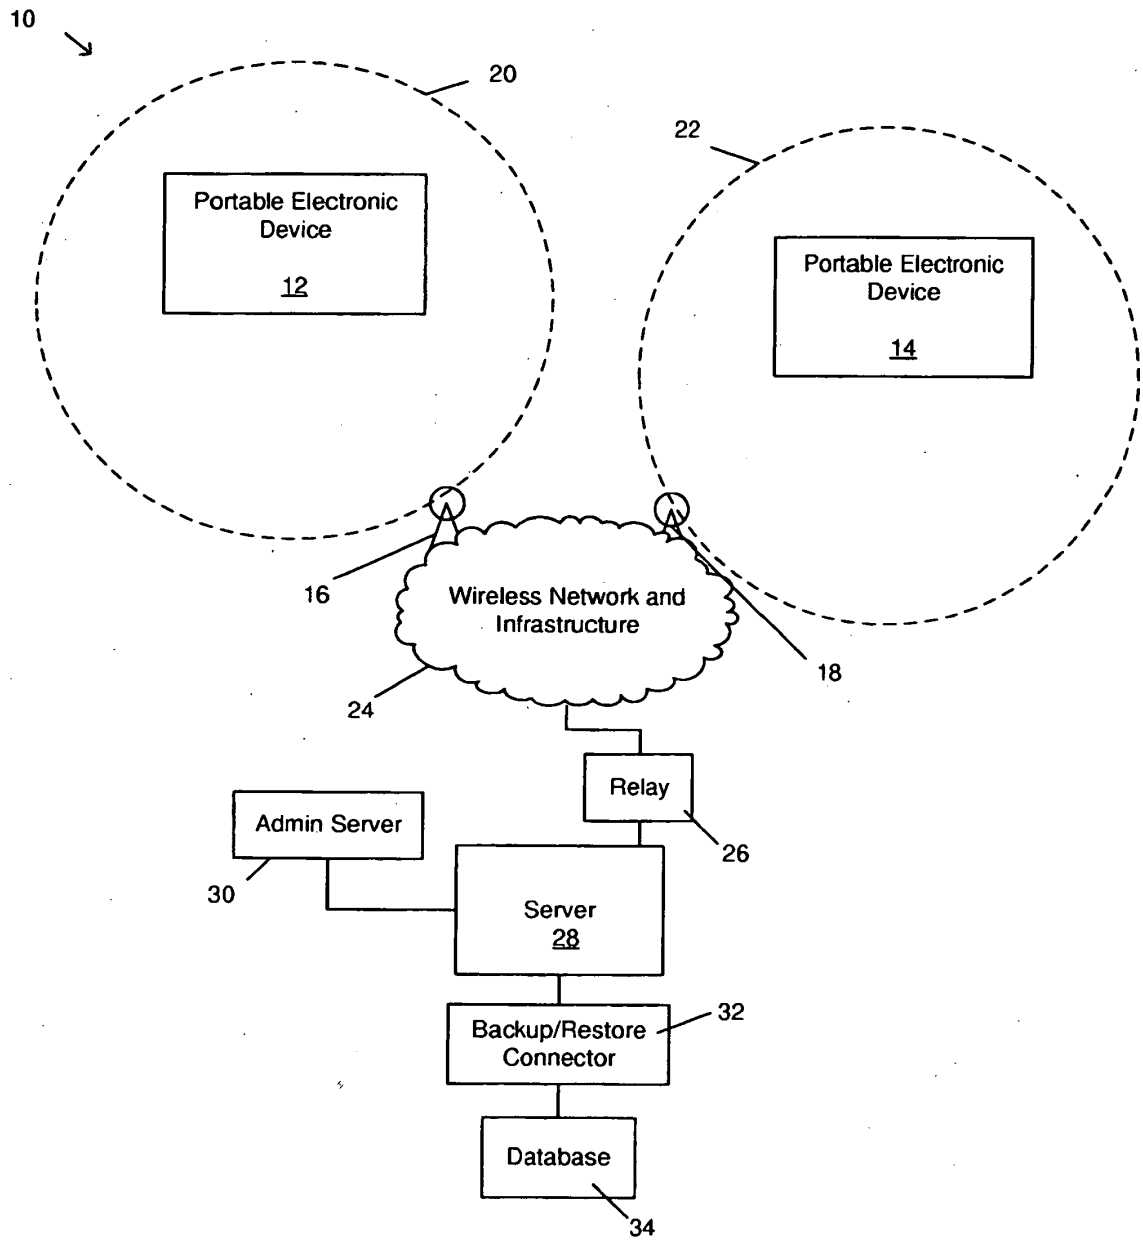 10
20
22
Portable Electronic
Device
12
Portable Electronic
Device
14
16
Wireless Network and
Infrastructure
18
24
Relay
Admin Server
26
30
Server
28
32
Backup/Restore
Connector
Database
34